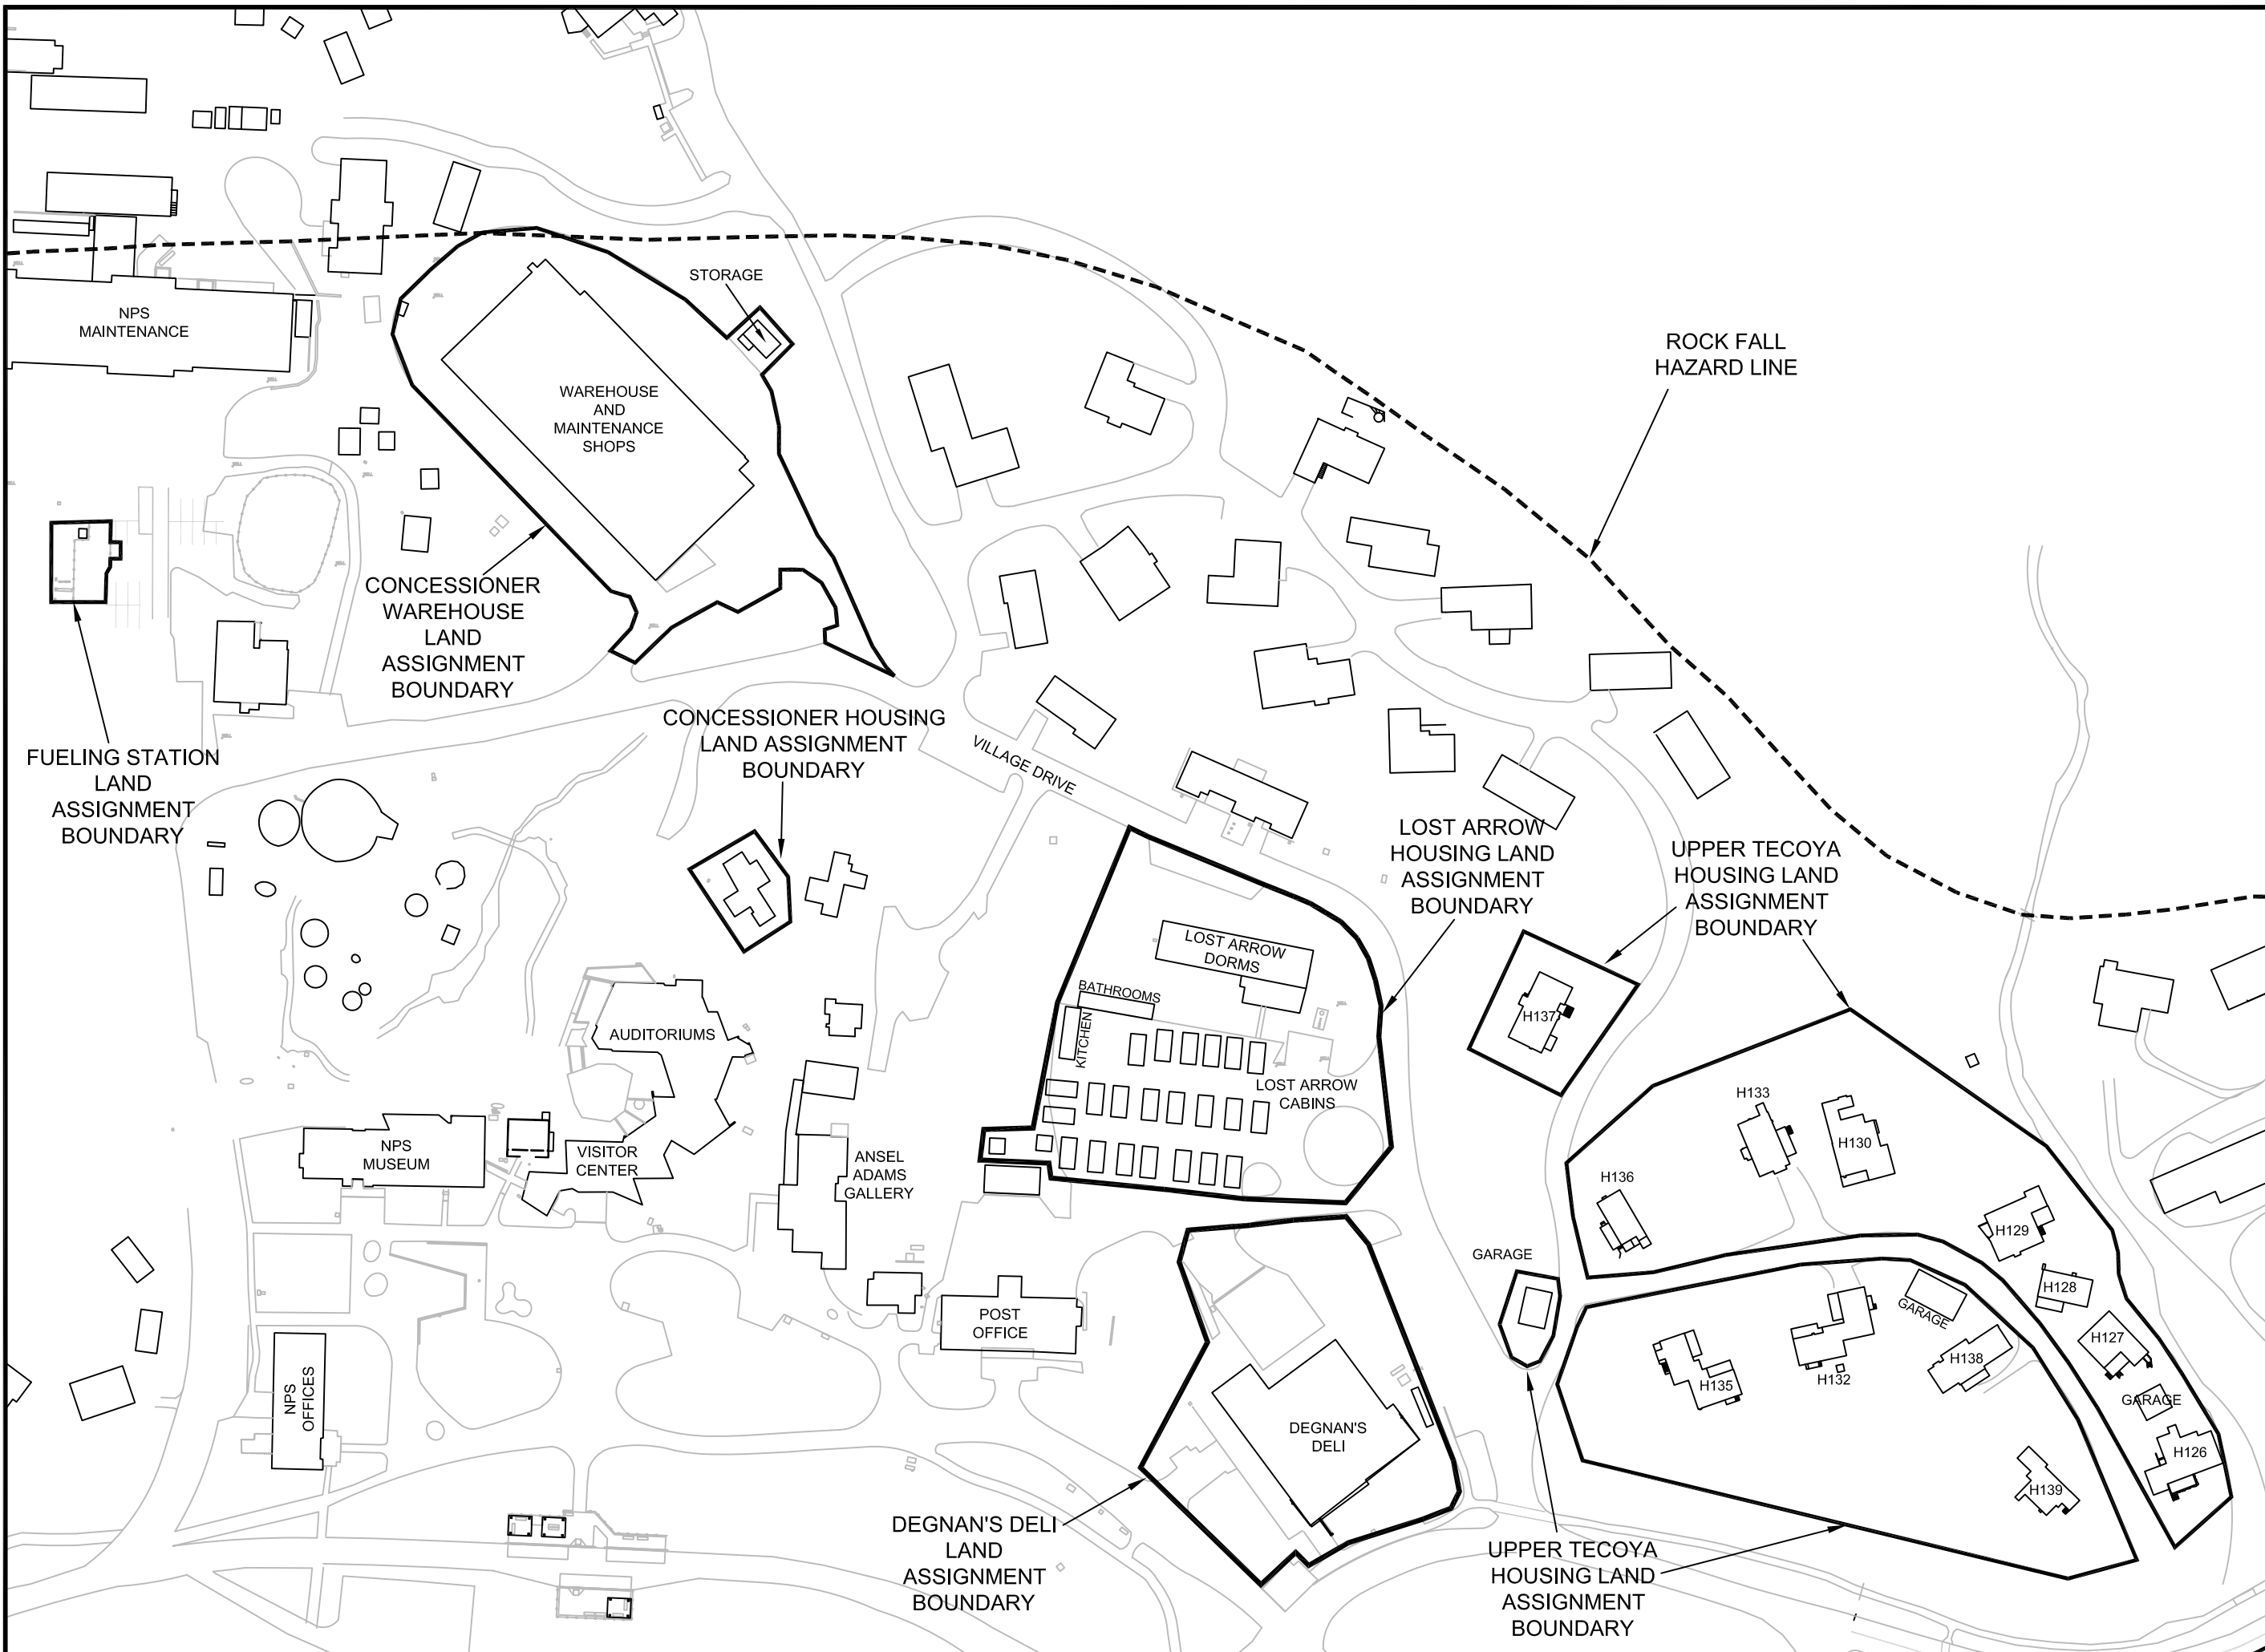 STORAGE
NPS
MAINTENANCE
ROCK FALL
HAZARD LINE
WAREHOUSE
AND
MAINTENANCE
SHOPS
CONCESSIONER
WAREHOUSE
LAND
ASSIGNMENT
BOUNDARY
CONCESSIONER HOUSING
LAND ASSIGNMENT
BOUNDARY
VILLAGE DRIVE
FUELING STATION
LAND
ASSIGNMENT
BOUNDARY
LOST ARROW
HOUSING LAND
ASSIGNMENT
BOUNDARY
UPPER TECOYA
HOUSING LAND
ASSIGNMENT
BOUNDARY
LOST ARROW
DORMS
BATHROOMS
KITCHEN
H137
AUDITORIUMS
LOST ARROW
CABINS
H133
H130
NPS
MUSEUM
VISITOR
CENTER
ANSEL
ADAMS
GALLERY
H136
H129
GARAGE
H128
POST
OFFICE
GARAGE
H127
H138
H132
H135
NPS
OFFICES
GARAGE
DEGNAN'S
DELI
H126
H139
DEGNAN'S DELI
LAND
ASSIGNMENT
BOUNDARY
UPPER TECOYA
HOUSING LAND
ASSIGNMENT
BOUNDARY